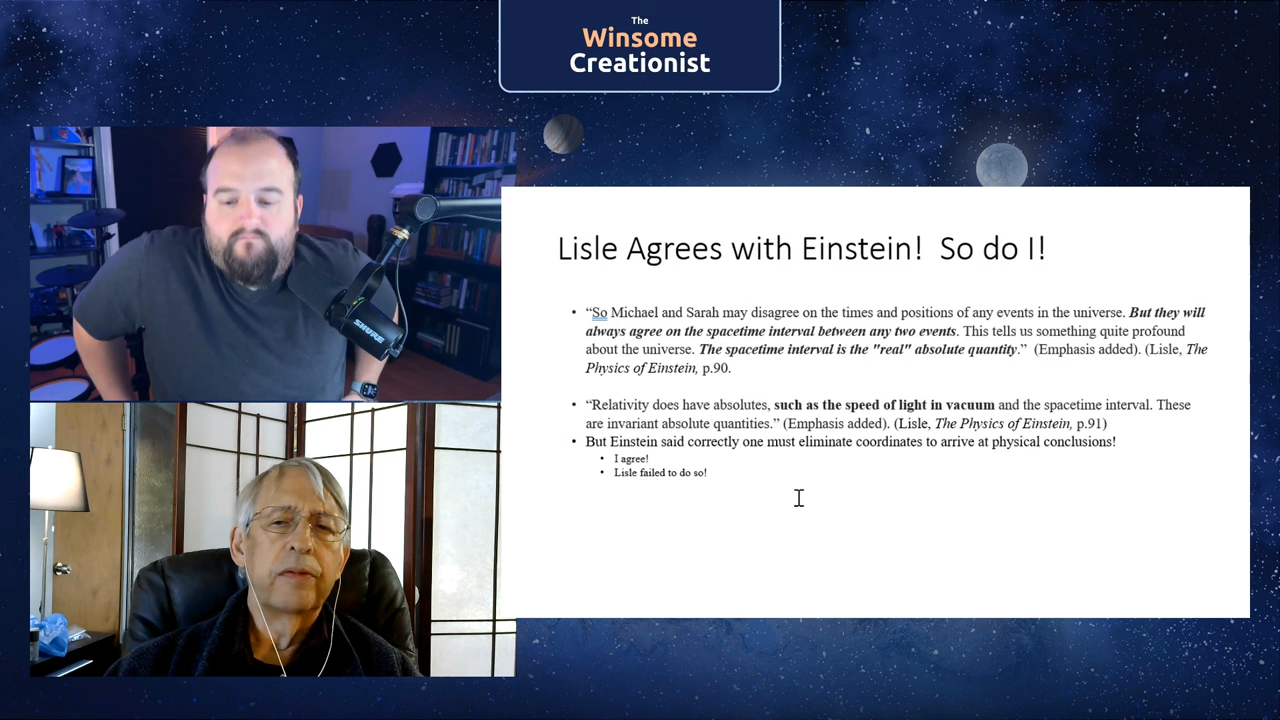 The
Winsome
Creationist
Lisle Agrees with Einstein!  So do I!
• “So Michael and Sarah may disagree on the times and positions of any events in the universe. But they will
always agree on the spacetime interval between any two events. This tells us something quite profound
about the universe. The spacetime interval is the "real" absolute quantity.”  (Emphasis added). (Lisle, The
Physics of Einstein, p.90.
• “Relativity does have absolutes, such as the speed of light in vacuum and the spacetime interval. These
are invariant absolute quantities.” (Emphasis added). (Lisle, The Physics of Einstein, p.91)
• But Einstein said correctly one must eliminate coordinates to arrive at physical conclusions!
• I agree!
• Lisle failed to do so!
SHURE